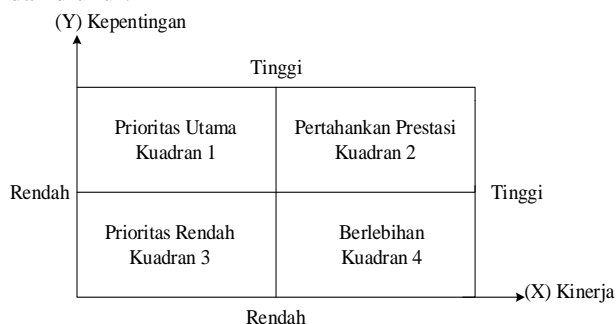 (Y) Kepentingan
Tinggi
Prioritas Utama
Kuadran 1
Pertahankan Prestasi
Kuadran 2
Rendah
Tinggi
Prioritas Rendah
Kuadran 3
Berlebihan
Kuadran 4
(X) Kinerja
Rendah